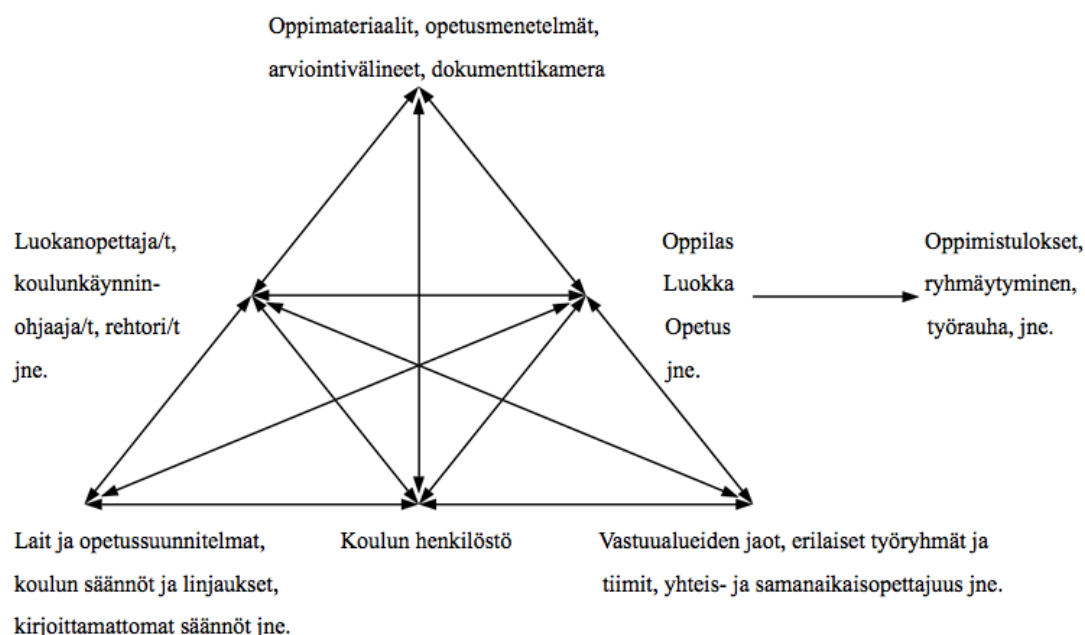 Oppimateriaalit, opetusmenetelmät,
arviointivälineet, dokumenttikamera
Luokanopettaja/t,
koulunkäynnin-
ohjaaja/t, rehtori/t
jne.
Oppilas
Luokka
Opetus
jne.
Oppimistulokset,
ryhmäytyminen,
työrauha, jne.
Lait ja opetussuunnitelmat,
koulun säännöt ja linjaukset,
kirjoittamattomat säännöt jne.
Koulun henkilöstö
Vastuualueiden jaot, erilaiset työryhmät ja
tiimit, yhteis- ja samanaikaisopettajuus jne.